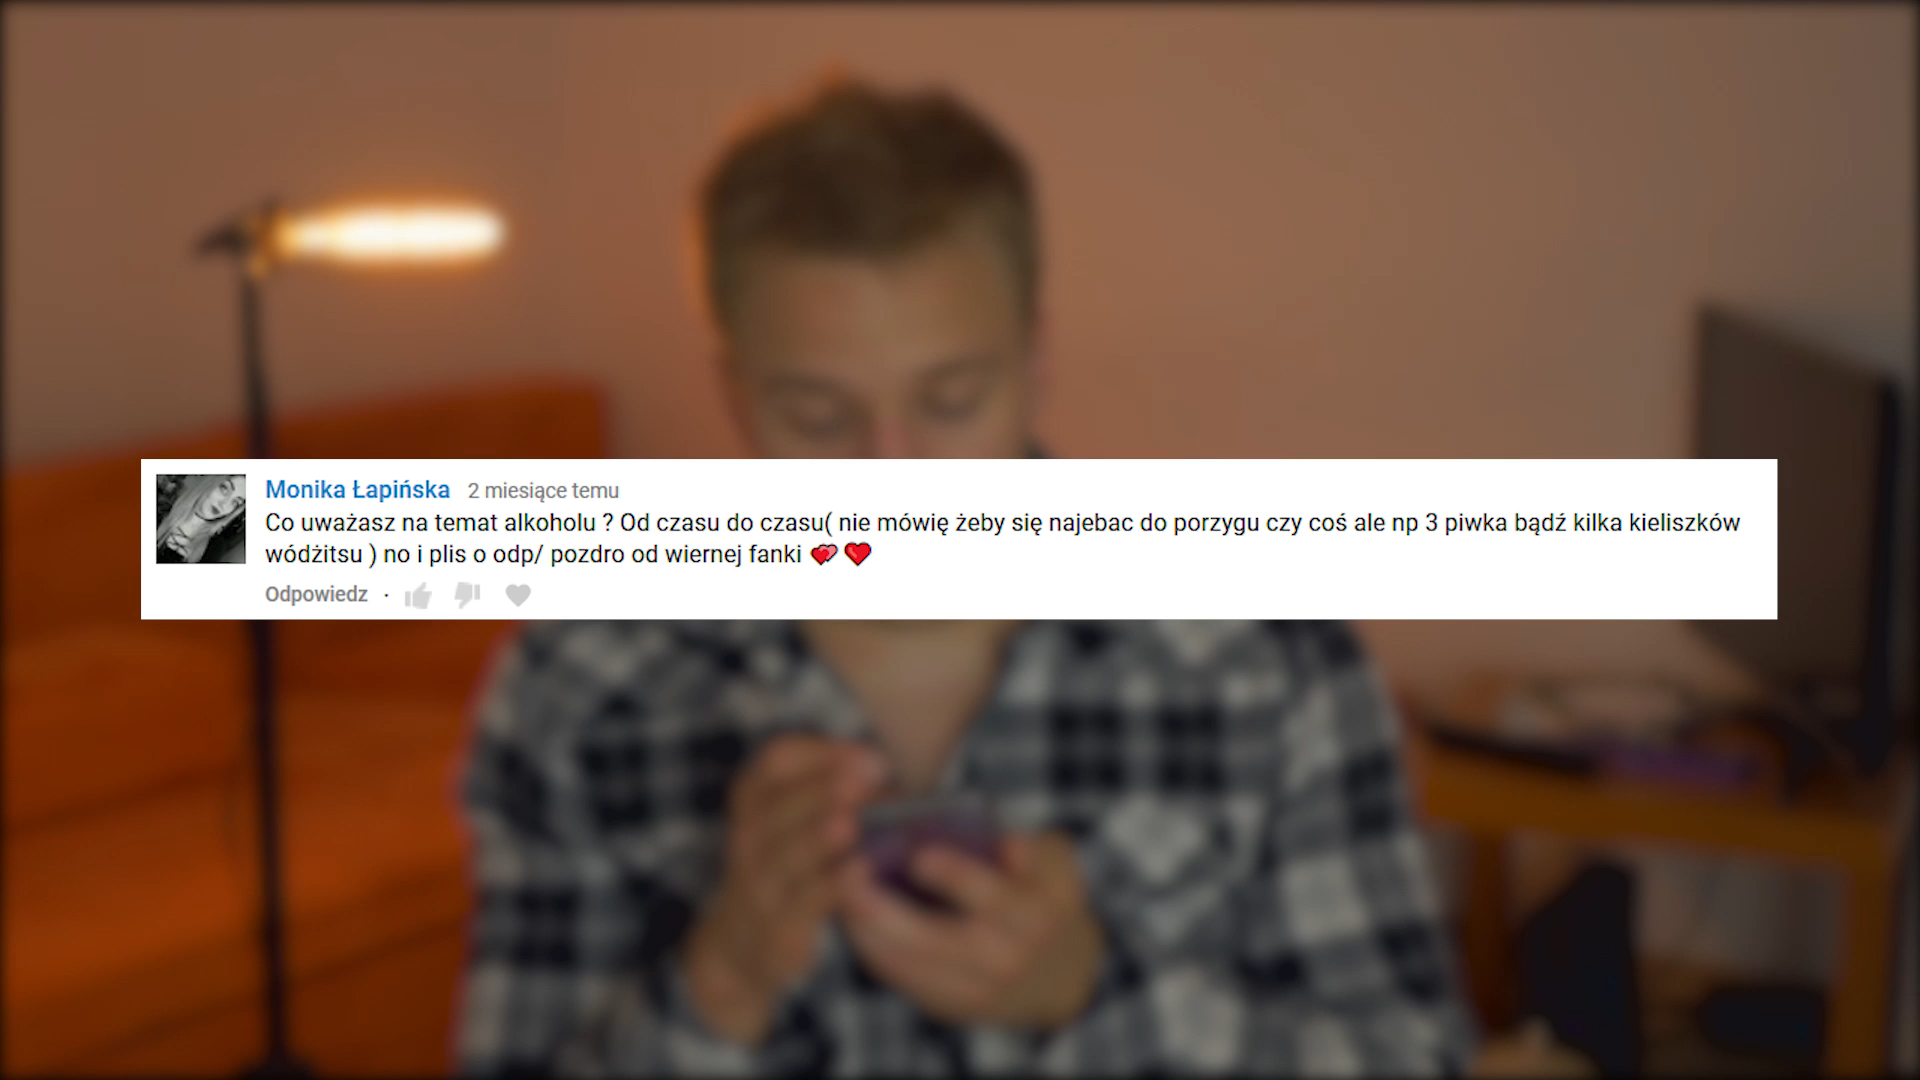 Monika Łapińska 2 miesiące temu
Co uważasz na temat alkoholu ? Od czasu do czasu( nie mówię żeby się najebac do porzygu czy coś ale np 3 piwka bądź kilka kieliszków
wódżitsu ) no i plis o odp/ pozdro od wiernej fanki 💕❤️
Odpowiedz ·